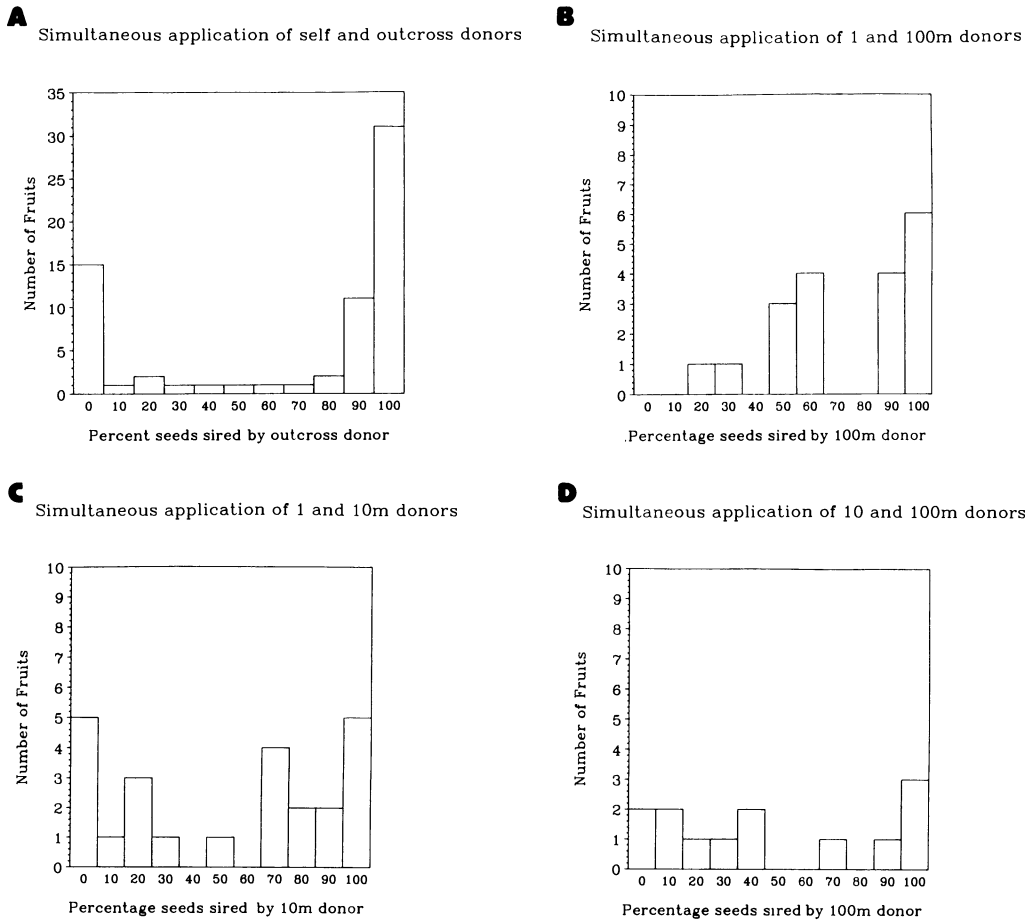 A
Simultaneous application of self and outcross donors
35
30
25
20
15
10
5
0
Number of Fruits
0 10 20 30 40 50 60 70 80 90 100
Percent seeds sired by outcross donor
B
Simultaneous application of 1 and 100m donors
10
9
8
7
6
5
4
3
2
1
0
Number of Fruits
0 10 20 30 40 50 60 70 80 90 100
.Percentage seeds sired by 100m donor
C
Simultaneous application of 1 and 10m donors
10
9
8
7
6
5
4
3
2
1
0
Number of Fruits
0 10 20 30 40 50 60 70 80 90 100
Percentage seeds sired by 10m donor
D
Simultaneous application of 10 and 100m donors
10
9
8
7
6
5
4
3
2
1
0
Number of Fruits
0 10 20 30 40 50 60 70 80 90 100
Percentage seeds sired by 100m donor